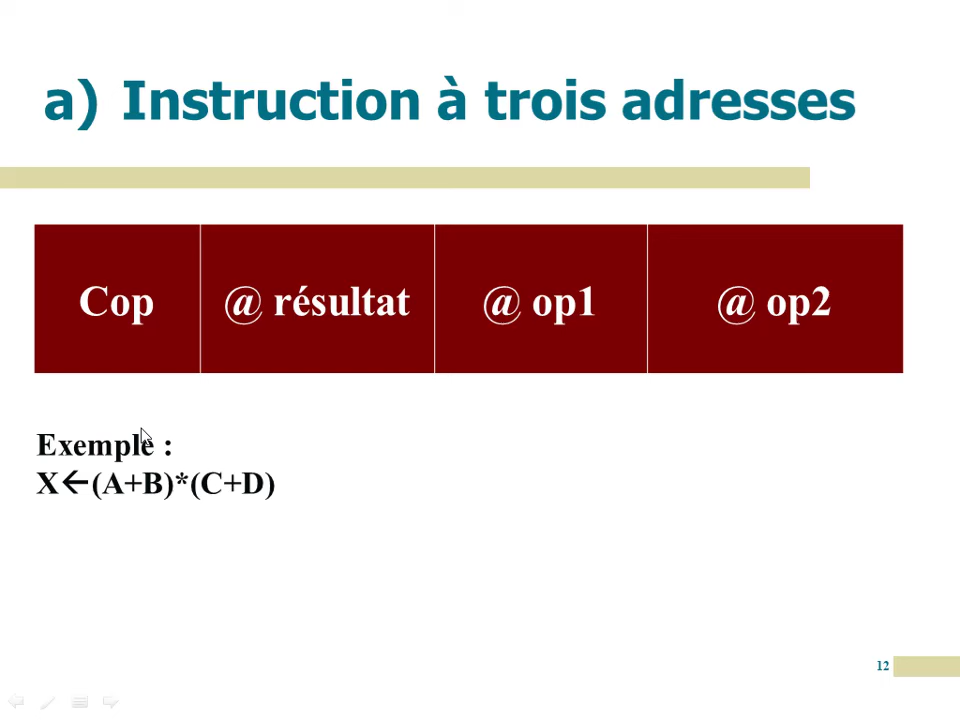 a) Instruction à trois adresses
Cop @ résultat @ op1 @ op2
Exemple :
X←(A+B)*(C+D)
12